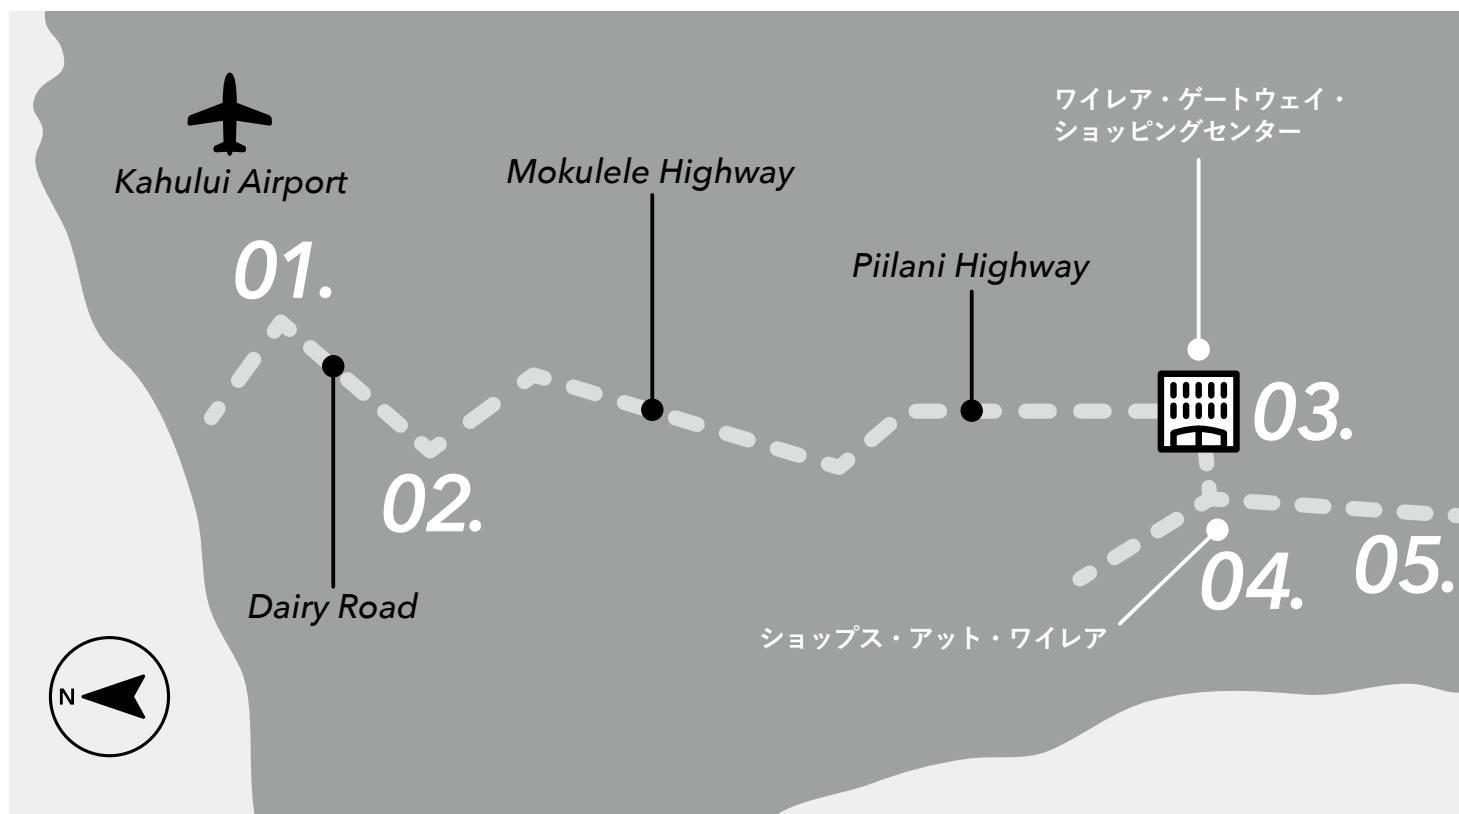 ワイレア・ゲートウェイ・
ショッピングセンター
Kahului Airport
Mokulele Highway
01.
Piilani Highway
03.
02.
04.
05.
Dairy Road
ショップス・アット・ワイレア
N